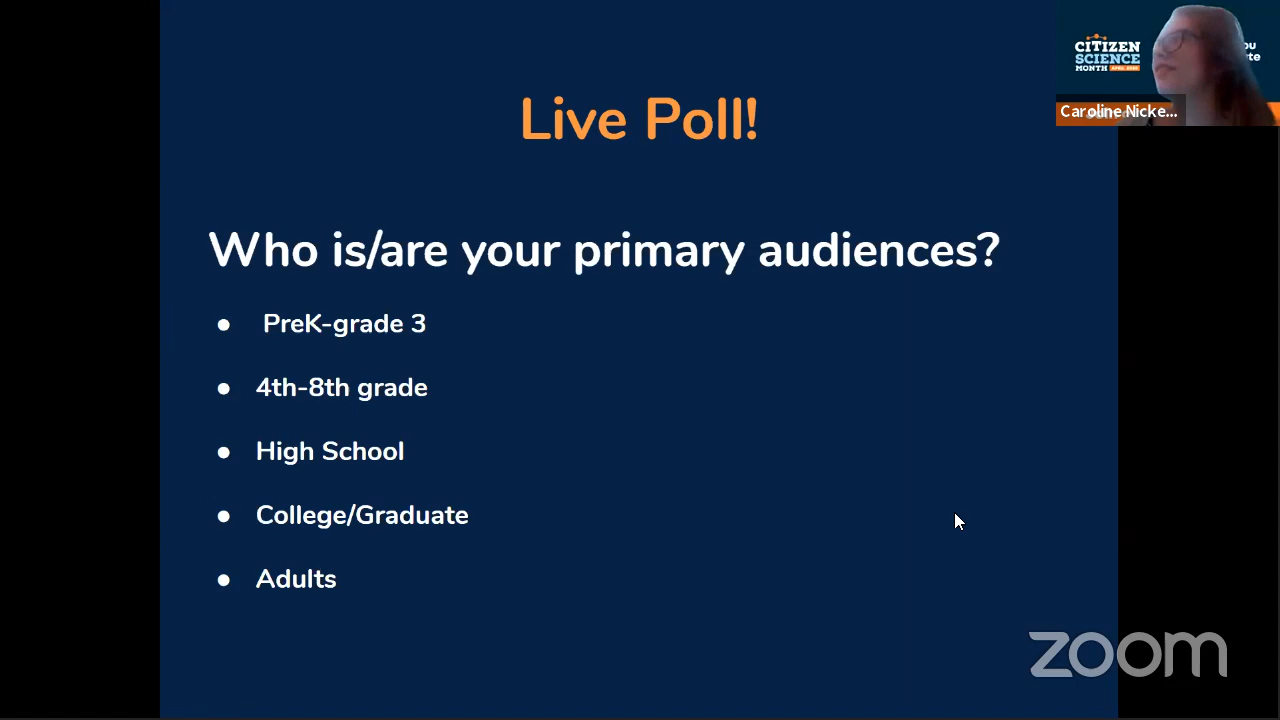 Live Poll!
Who is/are your primary audiences?
● PreK-grade 3
● 4th-8th grade
● High School
● College/Graduate
● Adults
CITIZEN
SCIENCE
MONTH
Caroline Nicke...
zoom